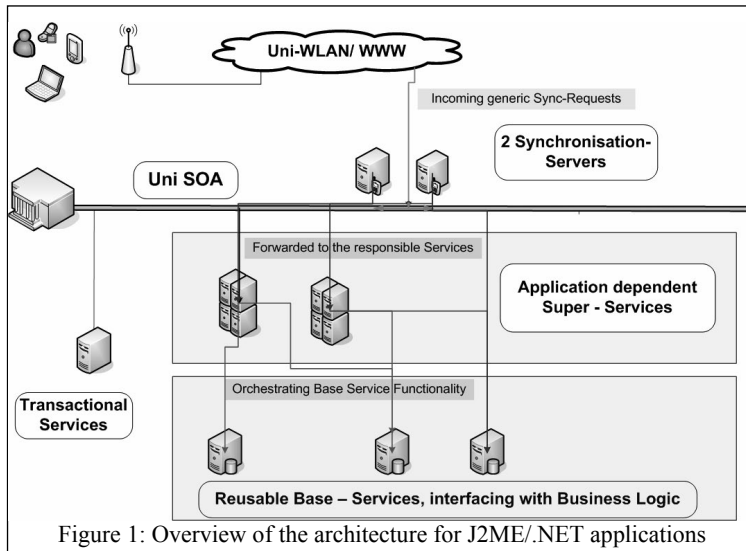 Uni-WLAN/ WWW
Incoming generic Sync-Requests
2 Synchronisation-
Servers
Uni SOA
Forwarded to the responsible Services
Application dependent
Super - Services
Transactional
Services
Orchestrating Base Service Functionality
Reusable Base – Services, interfacing with Business Logic
Figure 1: Overview of the architecture for J2ME/.NET applications